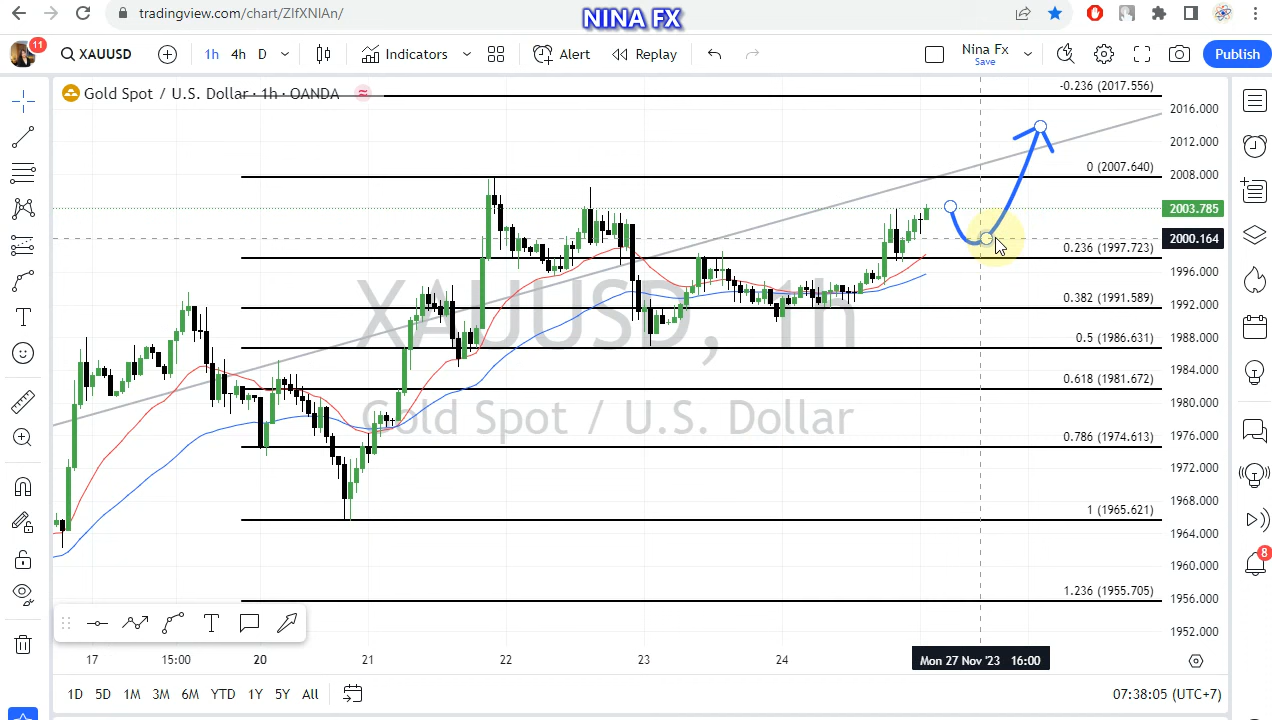 tradingview.com/chart/ZIfXNIAn/
NINA FX
11
XAUUSD
1h 4h D
Indicators
Alert
Replay
Nina Fx
Save
Publish
Gold Spot / U.S. Dollar · 1h · OANDA
-0.236 (2017.556)
0 (2007.640)
0.236 (1997.723)
0.382 (1991.589)
0.5 (1986.631)
0.618 (1981.672)
0.786 (1974.613)
1 (1965.621)
1.236 (1955.705)
XAUUSD, 1h
Gold Spot / U.S. Dollar
2016.000
2012.000
2008.000
2003.785
2000.164
1996.000
1992.000
1988.000
1984.000
1980.000
1976.000
1972.000
1968.000
1964.000
1960.000
1956.000
1952.000
8
17 15:00 20 21 22 23 24
Mon 27 Nov '23 16:00
1D 5D 1M 3M 6M YTD 1Y 5Y All
07:38:05 (UTC+7)